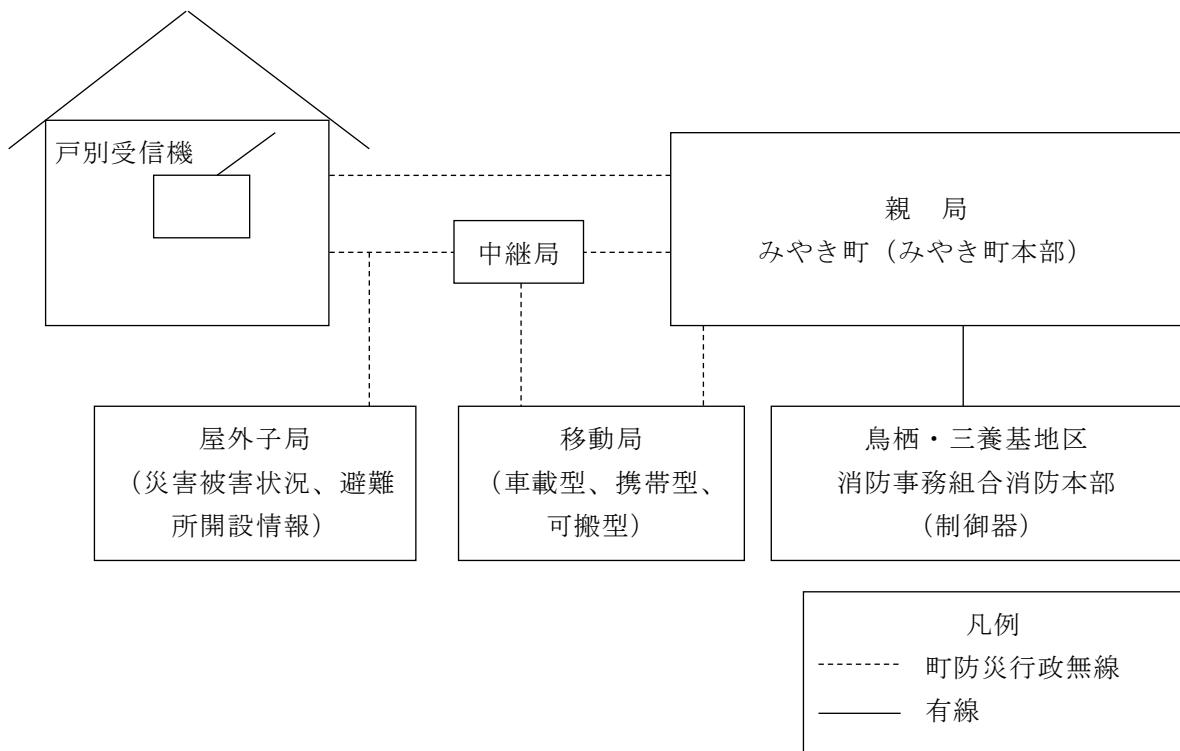 戸別受信機
親　局
みやき町（みやき町本部）
中継局
屋外子局
（災害被害状況、避難
所開設情報）
移動局
（車載型、携帯型、
可搬型）
鳥栖・三養基地区
消防事務組合消防本部
（制御器）
凡例
町防災行政無線
有線